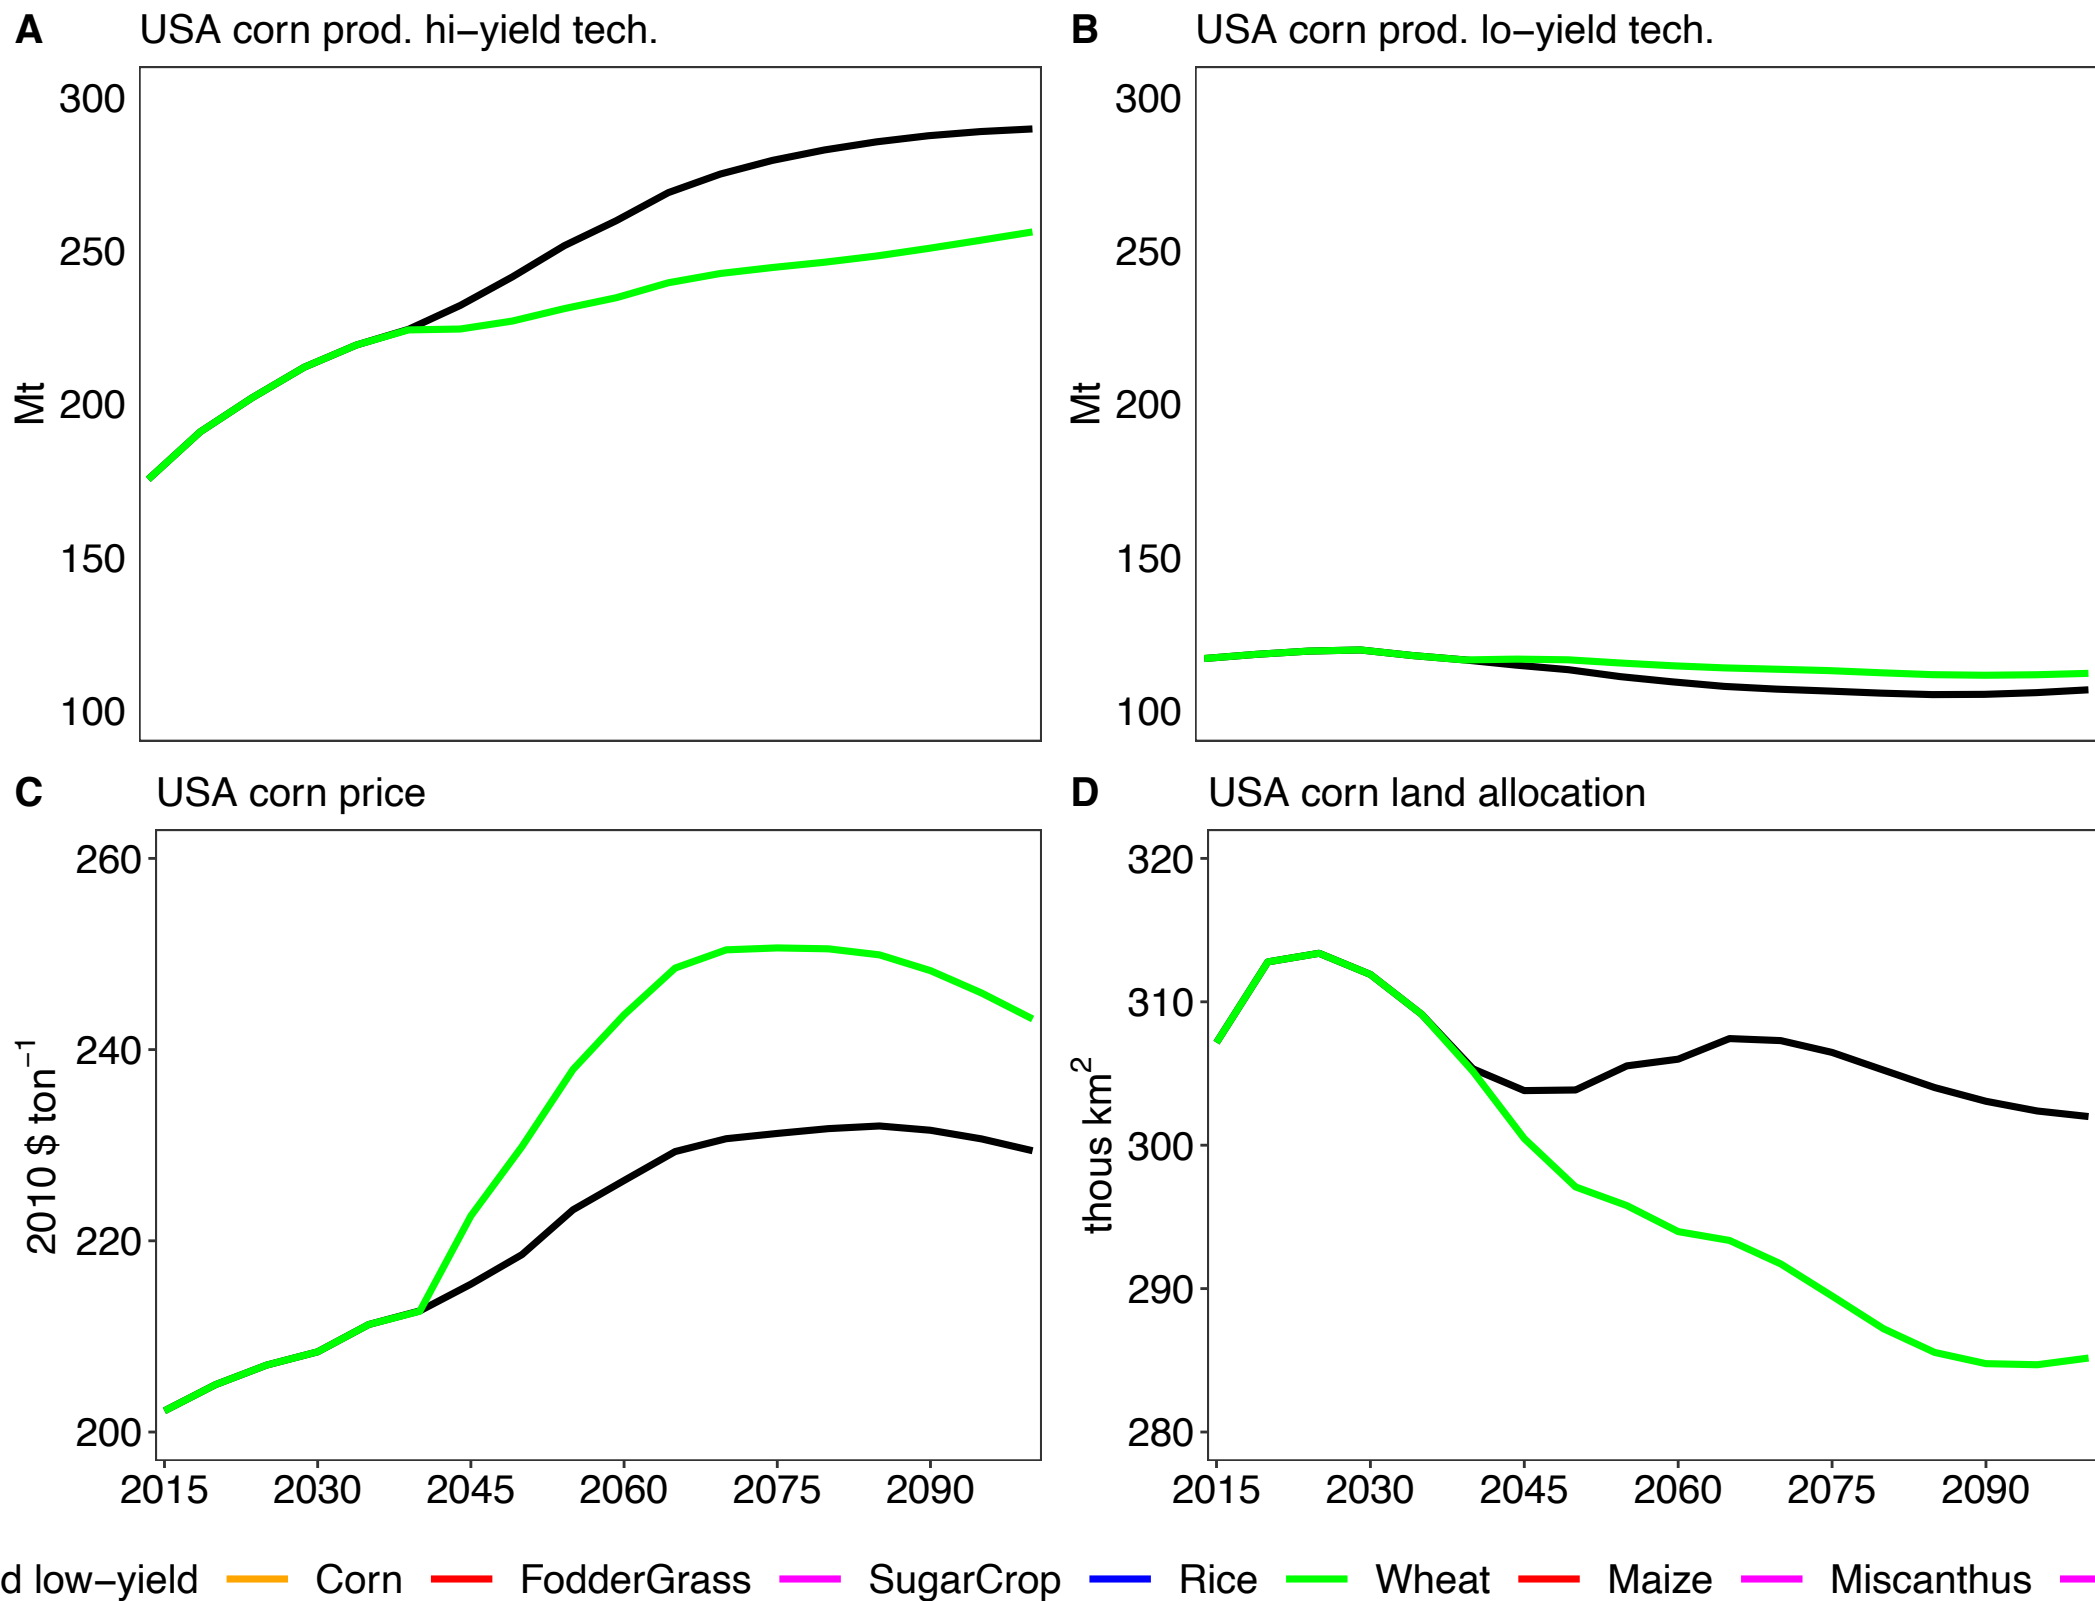 A USA corn prod. hi−yield tech.
300
250
200
150
100
Mt
B USA corn prod. lo−yield tech.
300
250
200
150
100
Mt
C USA corn price
260
240
220
200
2010 $ ton⁻¹
2015 2030 2045 2060 2075 2090
D USA corn land allocation
320
310
300
290
280
thous km²
2015 2030 2045 2060 2075 2090
d low−yield Corn FodderGrass SugarCrop Rice Wheat Maize Miscanthus